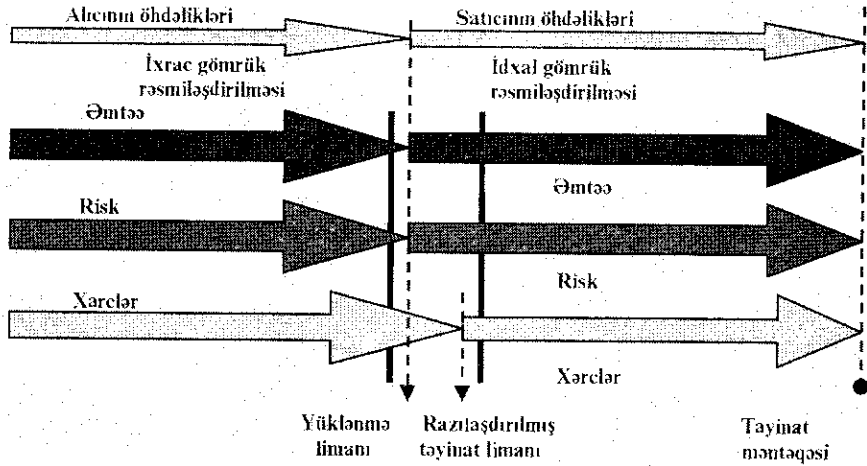 Alıcının öhdəlikləri
Satıcının öhdəlikləri
İxrac gömrük
rəsmiləşdirilməsi
İdxal gömrük
rəsmiləşdirilməsi
Əmtəə
Əmtəə
Risk
Risk
Xərclər
Xərclər
Yüklənmə
limanı
Razılaşdırılmış
təyinat limanı
Təyinat
məntəqəsi